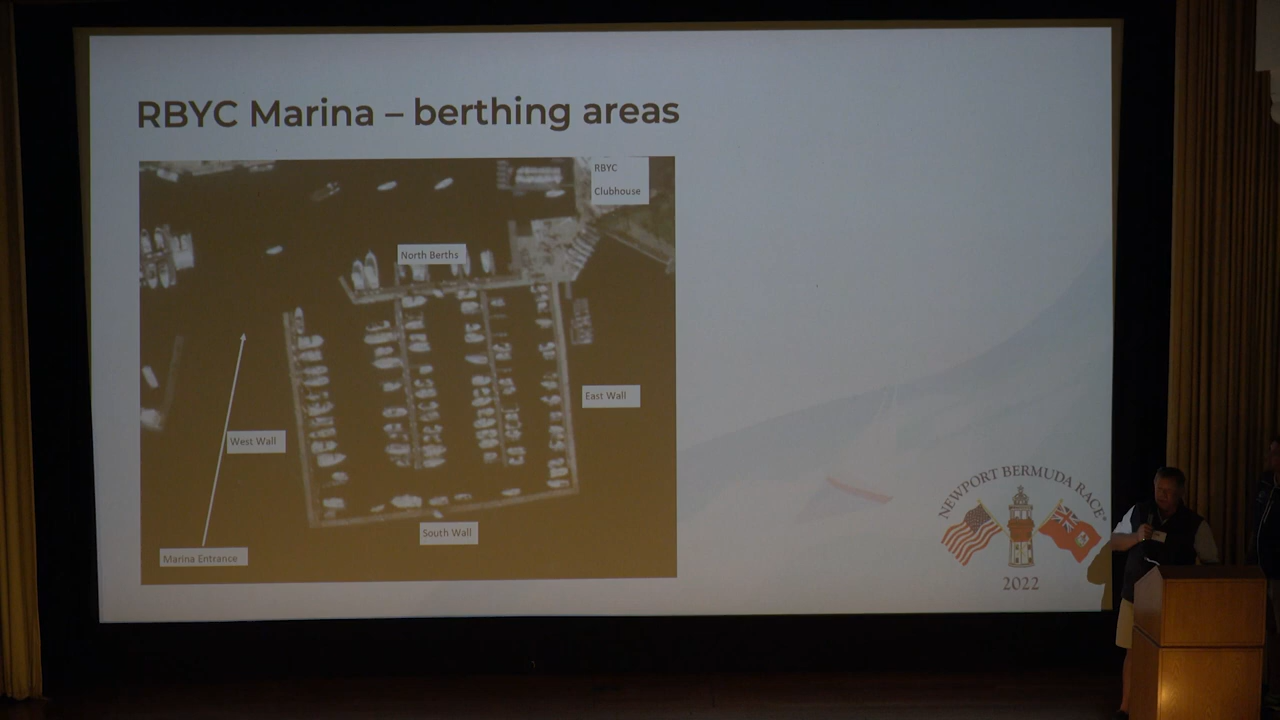 RBYC Marina – berthing areas
RBYC
Clubhouse
North Berths
East Wall
West Wall
South Wall
Marina Entrance
NEWPORT BERMUDA RACE®
2022